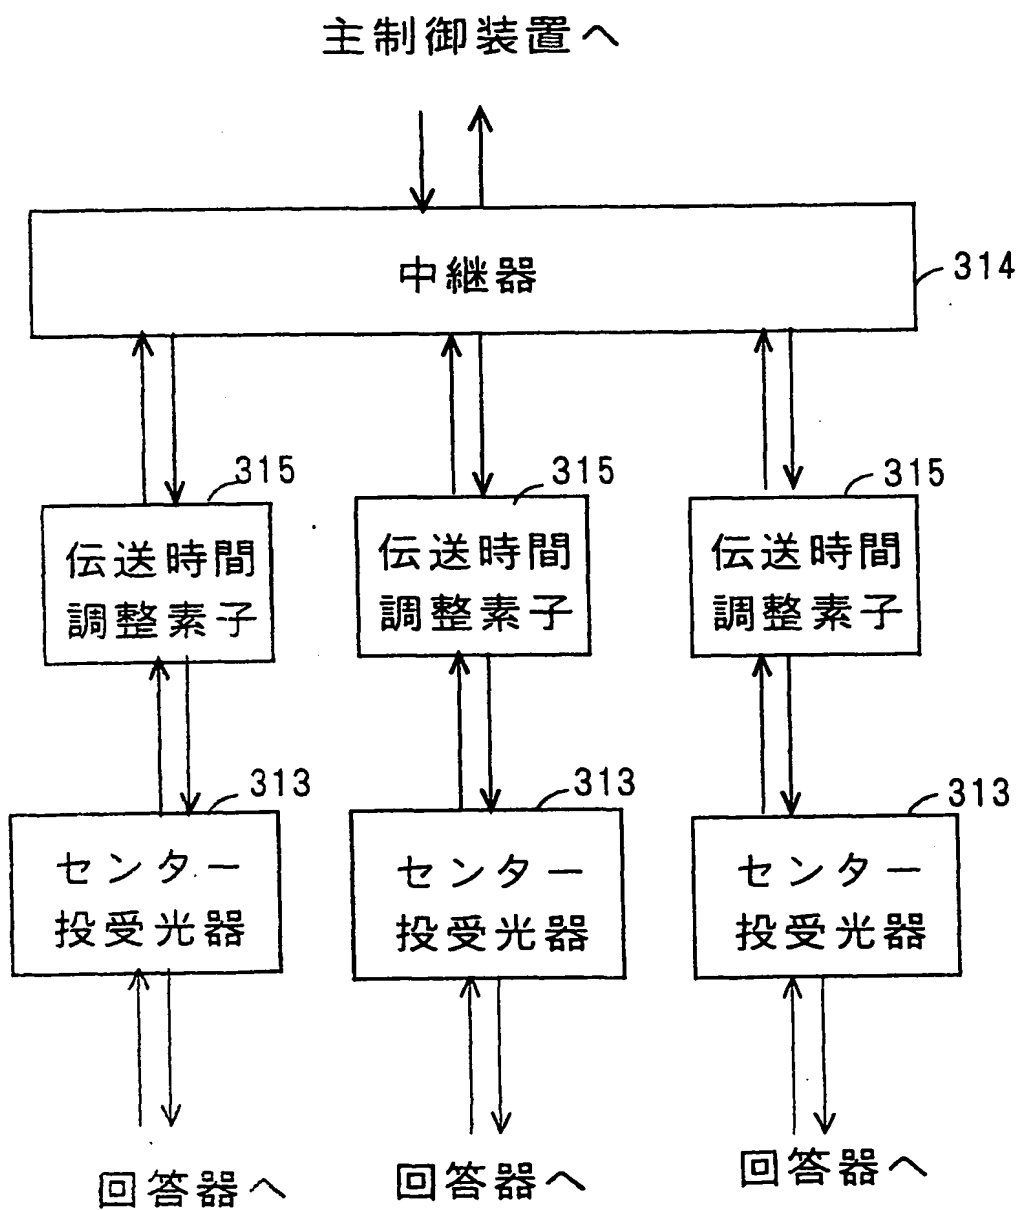 主制御装置へ
中継器
314
315
315
315
伝送時間
調整素子
伝送時間
調整素子
伝送時間
調整素子
313
313
313
センター
投受光器
センター
投受光器
センター
投受光器
回答器へ
回答器へ
回答器へ